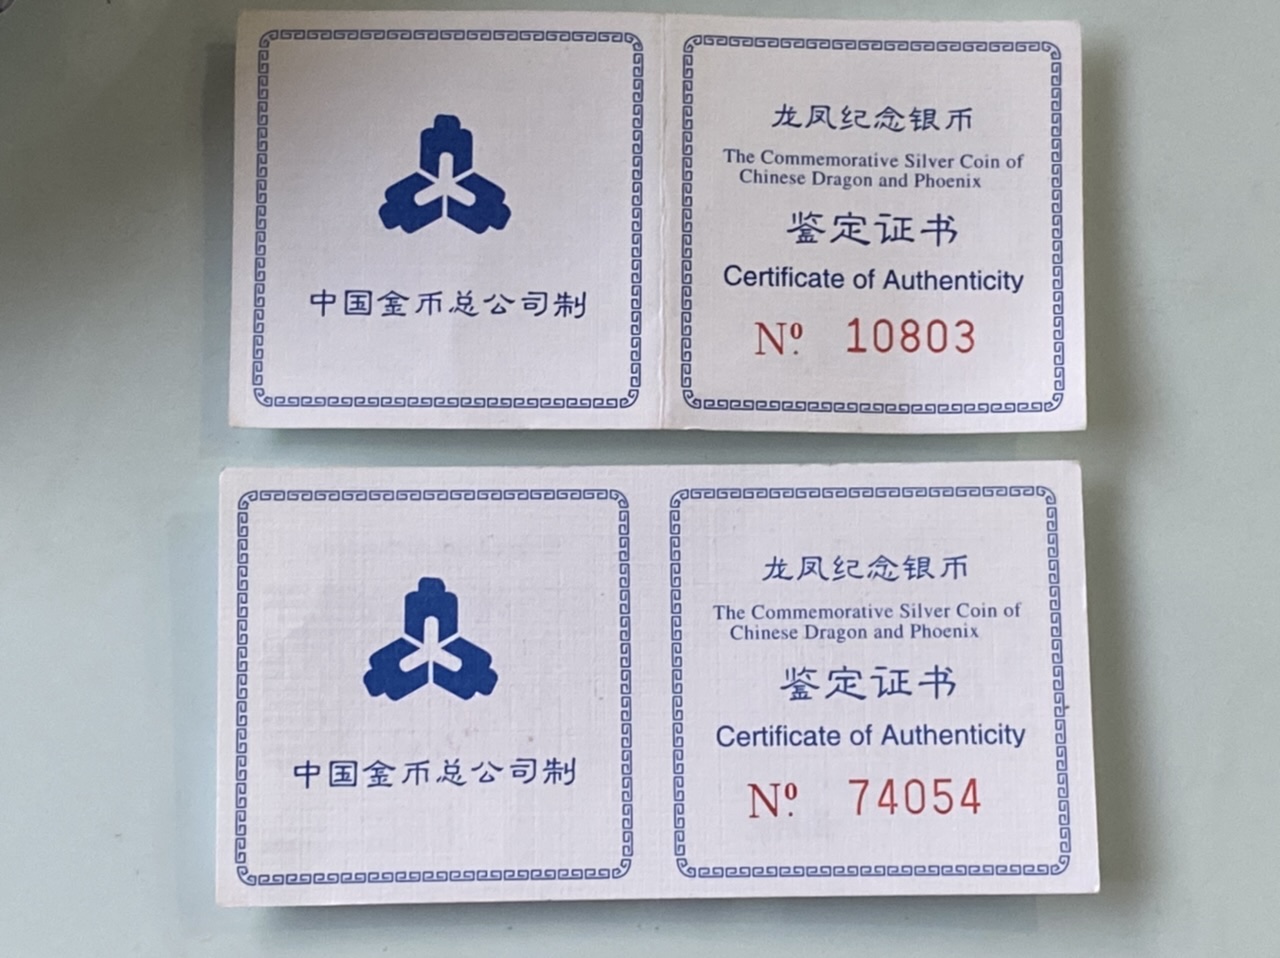 中国金币总公司制
龙凤纪念银币
The Commemorative Silver Coin of
Chinese Dragon and Phoenix
鉴定证书
Certificate of Authenticity
Nº. 10803
中国金币总公司制
龙凤纪念银币
The Commemorative Silver Coin of
Chinese Dragon and Phoenix
鉴定证书
Certificate of Authenticity
Nº. 74054